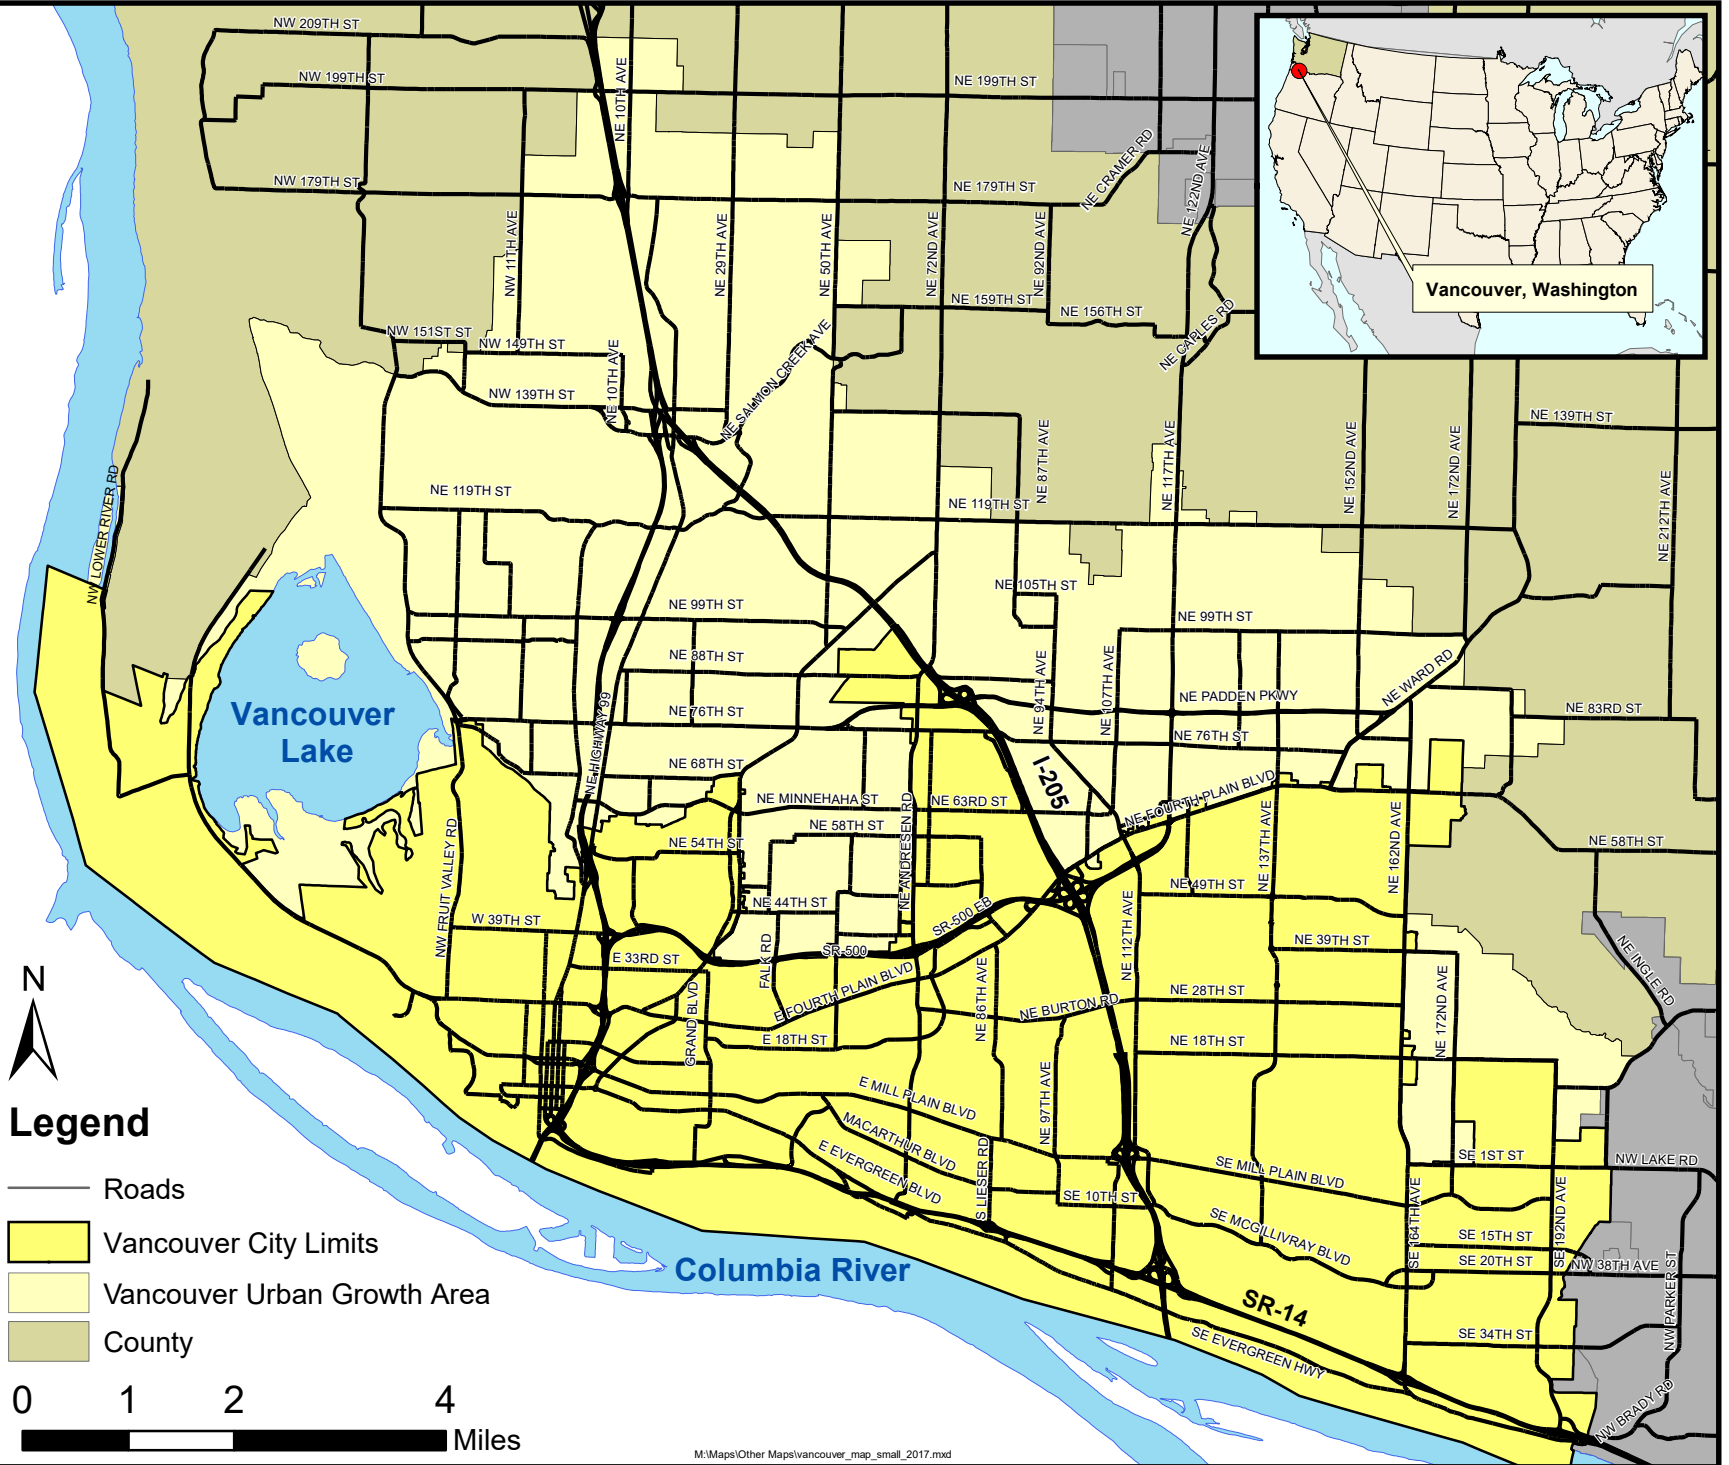 NW 209TH ST
NW 199TH ST
NE 10TH AVE
NE 199TH ST
NE CRAMER RD
NE 122ND AVE
NW 179TH ST
NE 179TH ST
NW 11TH AVE
NE 29TH AVE
NE 50TH AVE
NE 72ND AVE
NE 92ND AVE
Vancouver, Washington
NE 159TH ST
NE 156TH ST
NE CAPLES RD
NW 151ST ST
NW 149TH ST
NE 10TH AVE
NE SALMON CREEK AVE
NW 139TH ST
NE 139TH ST
NE 87TH AVE
NE 117TH AVE
NE 152ND AVE
NE 172ND AVE
NE 212TH AVE
NW LOWER RIVER RD
NE 119TH ST
NE 119TH ST
NE 105TH ST
NE 99TH ST
NE 99TH ST
NE 88TH ST
NE 94TH AVE
NE 107TH AVE
NE WARD RD
NE PADDEN PKWY
NE 83RD ST
Vancouver
Lake
NE HIGHWAY 99
NE 76TH ST
NE 76TH ST
NE 68TH ST
I-205
NE FOURTH PLAIN BLVD
NE MINNEHAHA ST
NE 63RD ST
NE 58TH ST
NE 54TH ST
NE ANDRESEN RD
NE 137TH AVE
NE 162ND AVE
NE 58TH ST
NW FRUIT VALLEY RD
NE 49TH ST
NE 44TH ST
W 39TH ST
SR-500 EB
SR-500
NE 112TH AVE
NE 39TH ST
NE INGLE RD
E 33RD ST
FALK RD
E FOURTH PLAIN BLVD
NE 86TH AVE
NE BURTON RD
NE 28TH ST
NE 172ND AVE
GRAND BLVD
E 18TH ST
NE 18TH ST
N
E MILL PLAIN BLVD
NE 97TH AVE
MACARTHUR BLVD
E EVERGREEN BLVD
S LIESER RD
SE MILL PLAIN BLVD
SE 1ST ST
NW LAKE RD
SE 10TH ST
SE MCGILLIVRAY BLVD
SE 164TH AVE
SE 192ND AVE
SE 15TH ST
SE 20TH ST
NW 38TH AVE
NW PARKER ST
Columbia River
SR-14
SE EVERGREEN HWY
SE 34TH ST
NW BRADY RD
Legend
Roads
Vancouver City Limits
Vancouver Urban Growth Area
County
0 1 2 4
Miles
M:\Maps\Other Maps\vancouver_map_small_2017.mxd